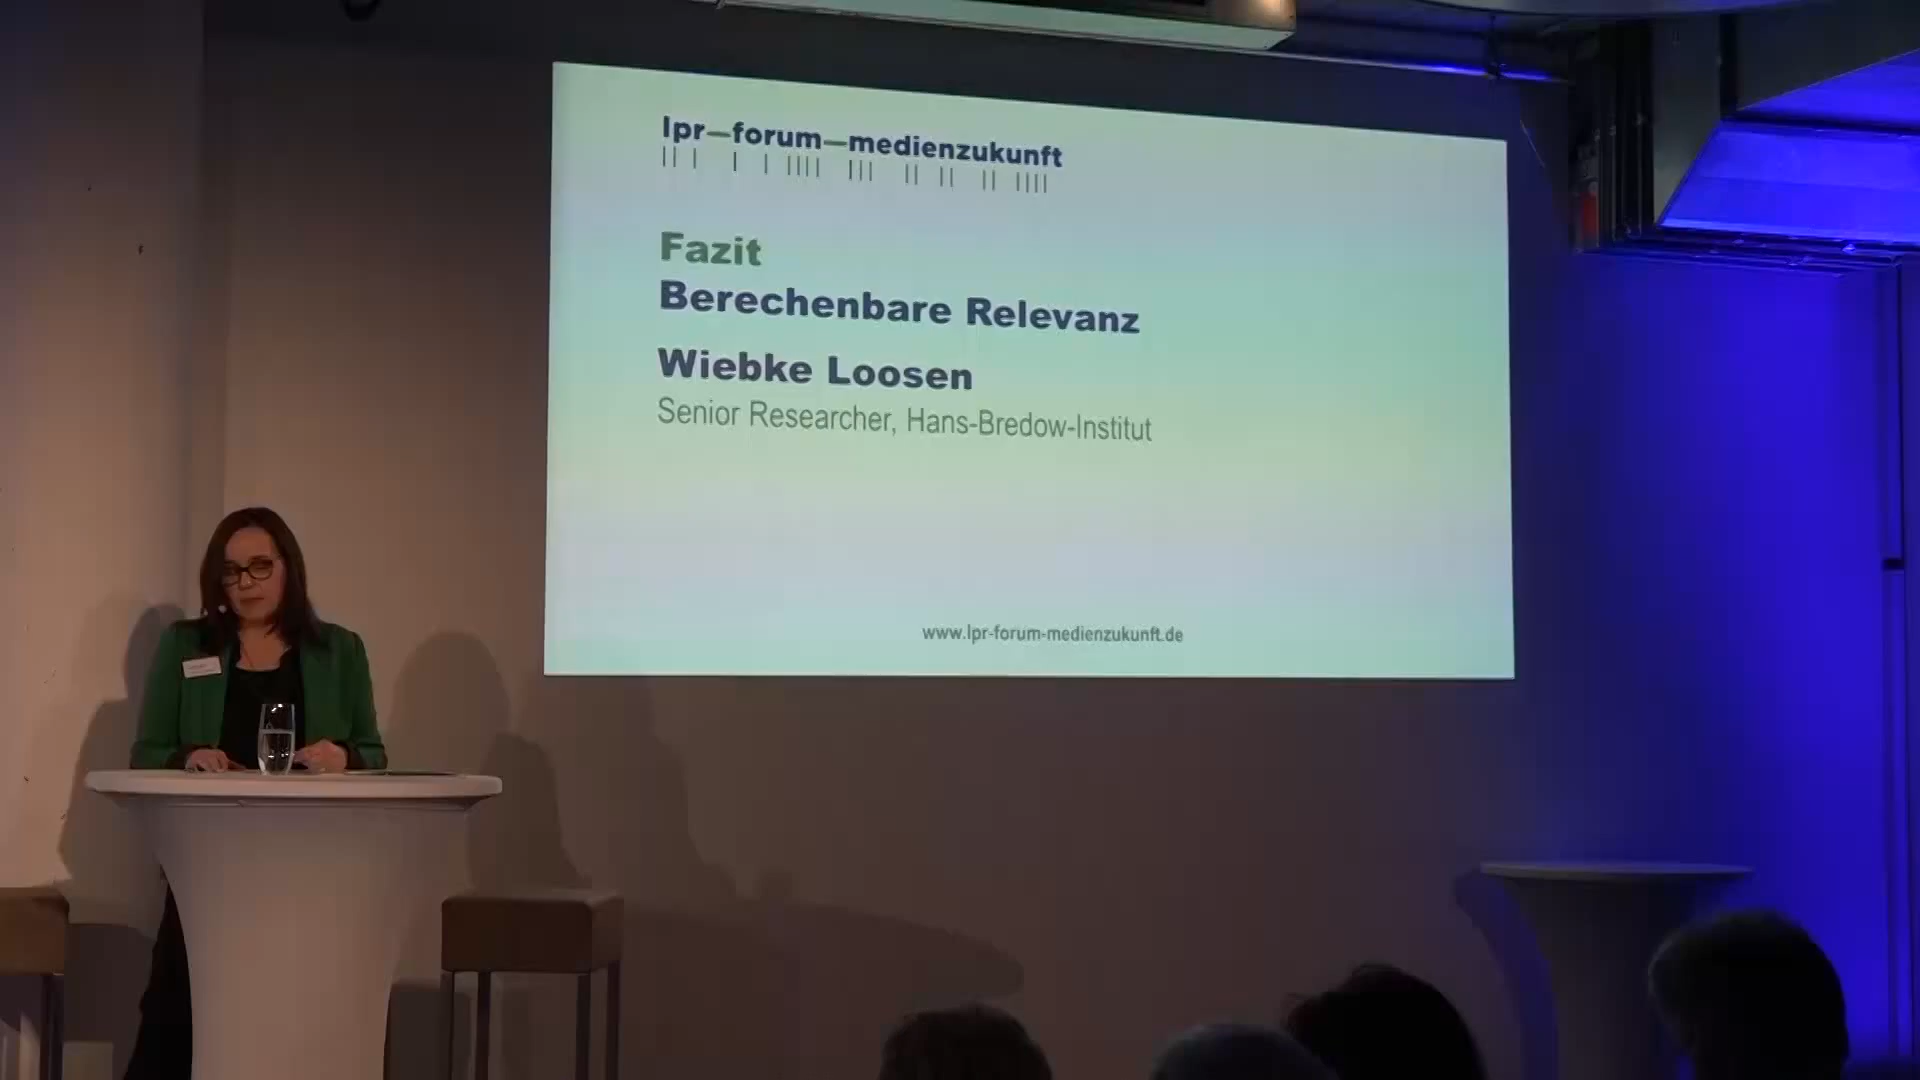 lpr—forum—medienzukunft
Fazit
Berechenbare Relevanz
Wiebke Loosen
Senior Researcher, Hans-Bredow-Institut
www.lpr-forum-medienzukunft.de